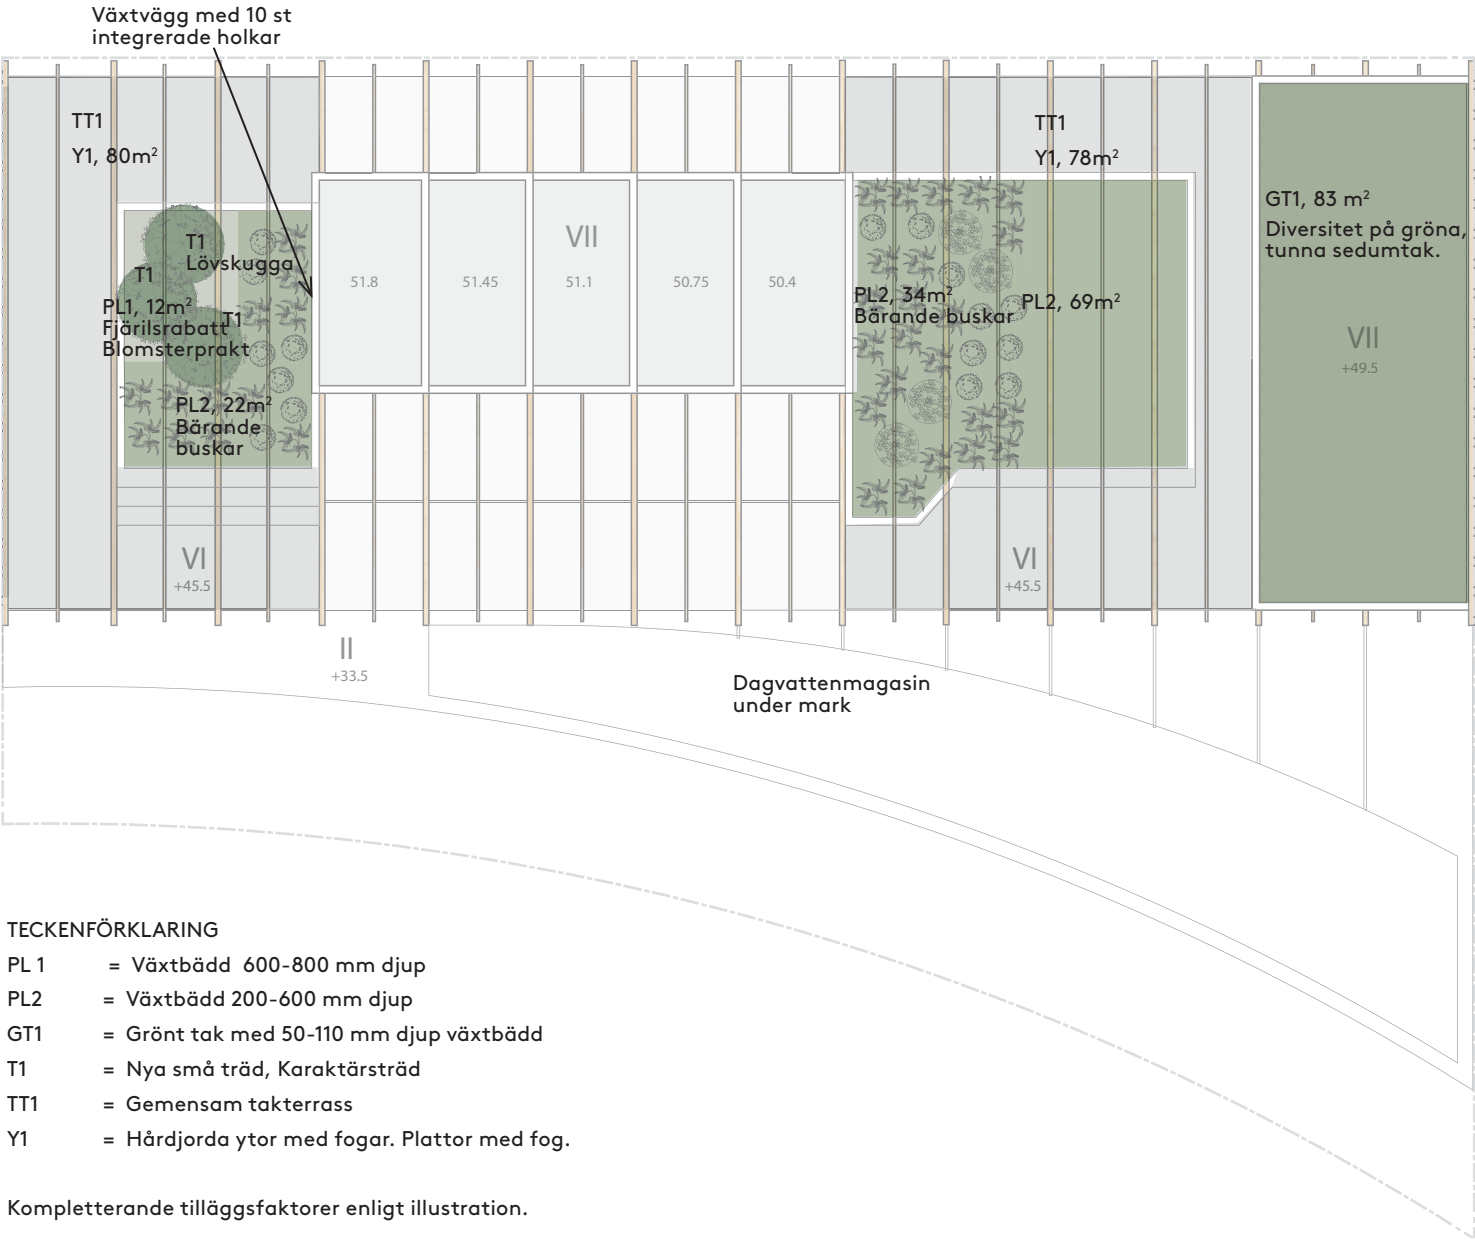 Växtvägg med 10 st
integrerade holkar
TT1
Y1, 80m²
T1
Lövskugga
T1
PL1, 12m²
Fjärilsrabatt
T1
Blomsterprakt
PL2, 22m²
Bärande
buskar
VI
+45.5
VII
51.8
51.45
51.1
50.75
50.4
TT1
Y1, 78m²
PL2, 34m²
Bärande buskar
PL2, 69m²
VI
+45.5
GT1, 83 m²
Diversitet på gröna,
tunna sedumtak.
VII
+49.5
II
+33.5
Dagvattenmagasin
under mark
TECKENFÖRKLARING
PL 1 = Växtbädd 600-800 mm djup
PL2 = Växtbädd 200-600 mm djup
GT1 = Grönt tak med 50-110 mm djup växtbädd
T1 = Nya små träd, Karaktärsträd
TT1 = Gemensam takterrass
Y1 = Hårdjorda ytor med fogar. Plattor med fog.
Kompletterande tilläggsfaktorer enligt illustration.